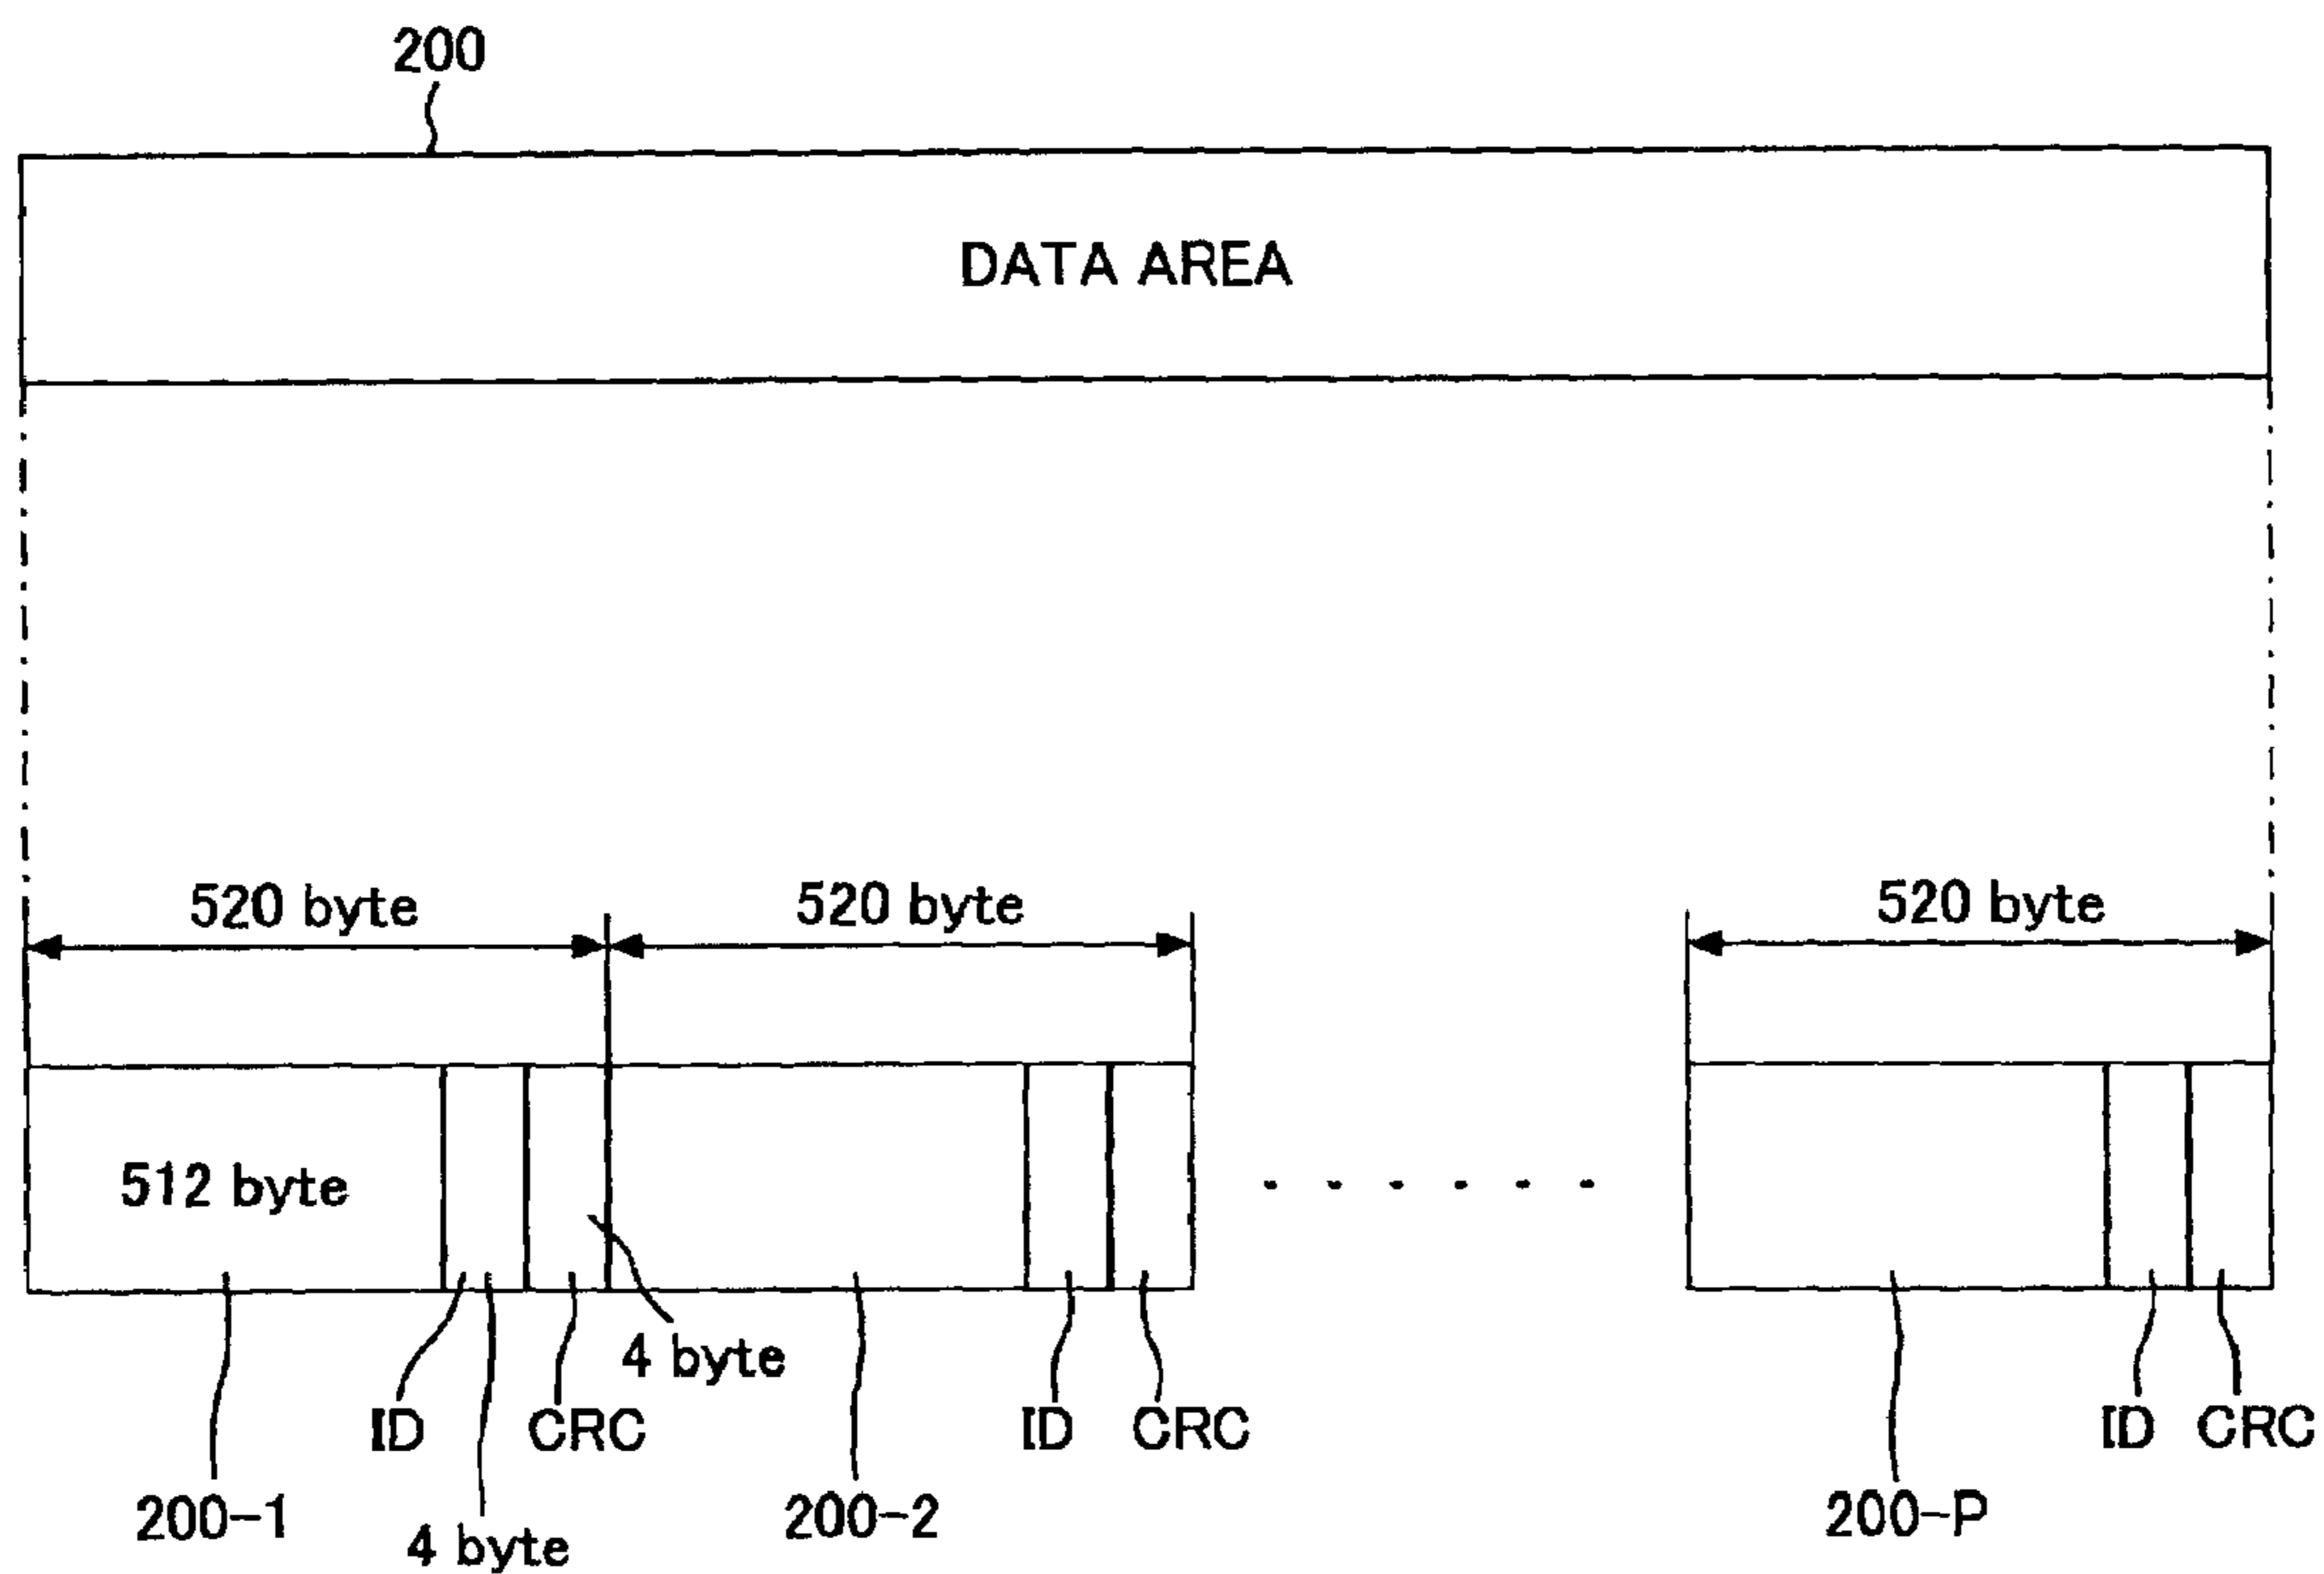 200
DATA AREA
520 byte
520 byte
520 byte
512 byte
4 byte
ID
CRC
ID
CRC
ID
CRC
200-1
4 byte
200-2
200-P